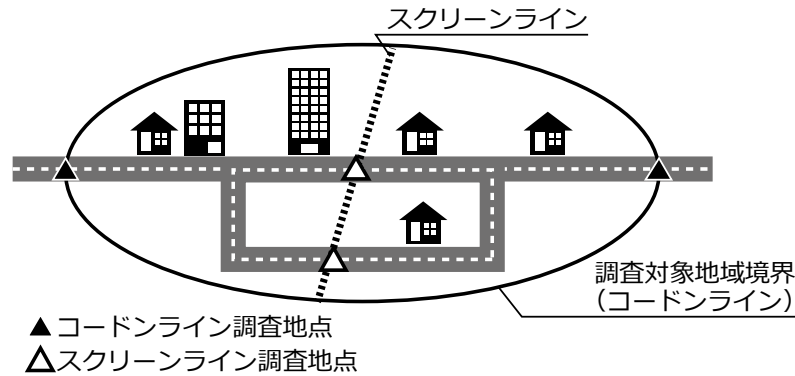 スクリーンライン
調査対象地域境界
（コードンライン）
▲コードンライン調査地点
△スクリーンライン調査地点